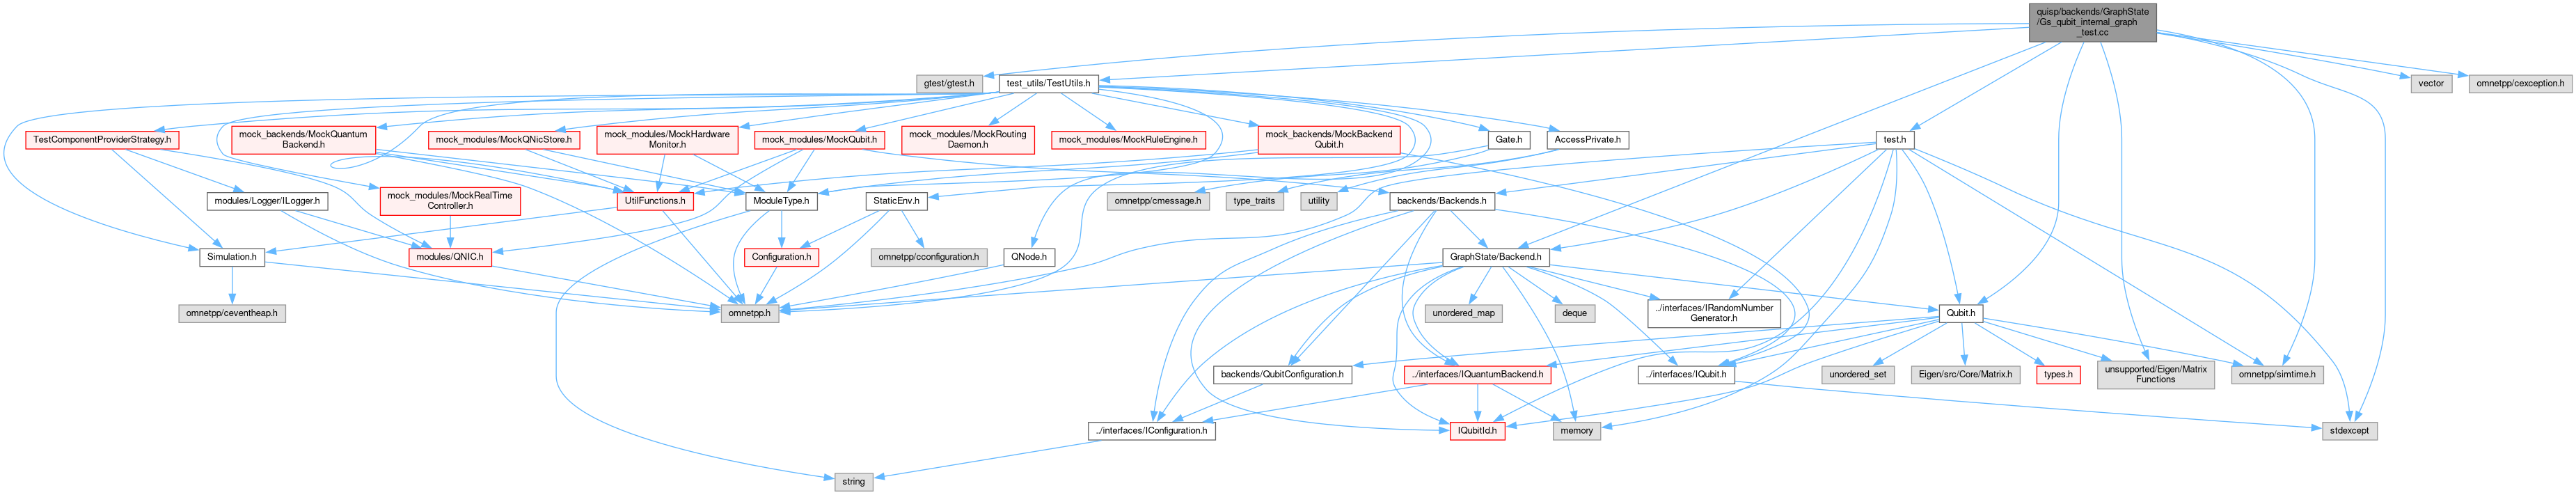 quisp/backends/GraphState
/Gs_qubit_internal_graph
_test.cc
gtest/gtest.h
test_utils/TestUtils.h
vector
omnetpp/cexception.h
TestComponentProviderStrategy.h
mock_backends/MockQuantum
Backend.h
mock_modules/MockQNicStore.h
mock_modules/MockHardware
Monitor.h
mock_modules/MockQubit.h
mock_modules/MockRouting
Daemon.h
mock_modules/MockRuleEngine.h
mock_backends/MockBackend
Qubit.h
Gate.h
AccessPrivate.h
test.h
modules/Logger/ILogger.h
mock_modules/MockRealTime
Controller.h
UtilFunctions.h
ModuleType.h
StaticEnv.h
omnetpp/cmessage.h
type_traits
utility
backends/Backends.h
Simulation.h
modules/QNIC.h
Configuration.h
omnetpp/cconfiguration.h
QNode.h
GraphState/Backend.h
omnetpp/ceventheap.h
omnetpp.h
unordered_map
deque
../interfaces/IRandomNumber
Generator.h
Qubit.h
backends/QubitConfiguration.h
../interfaces/IQuantumBackend.h
../interfaces/IQubit.h
unordered_set
Eigen/src/Core/Matrix.h
types.h
unsupported/Eigen/Matrix
Functions
omnetpp/simtime.h
../interfaces/IConfiguration.h
IQubitId.h
memory
stdexcept
string